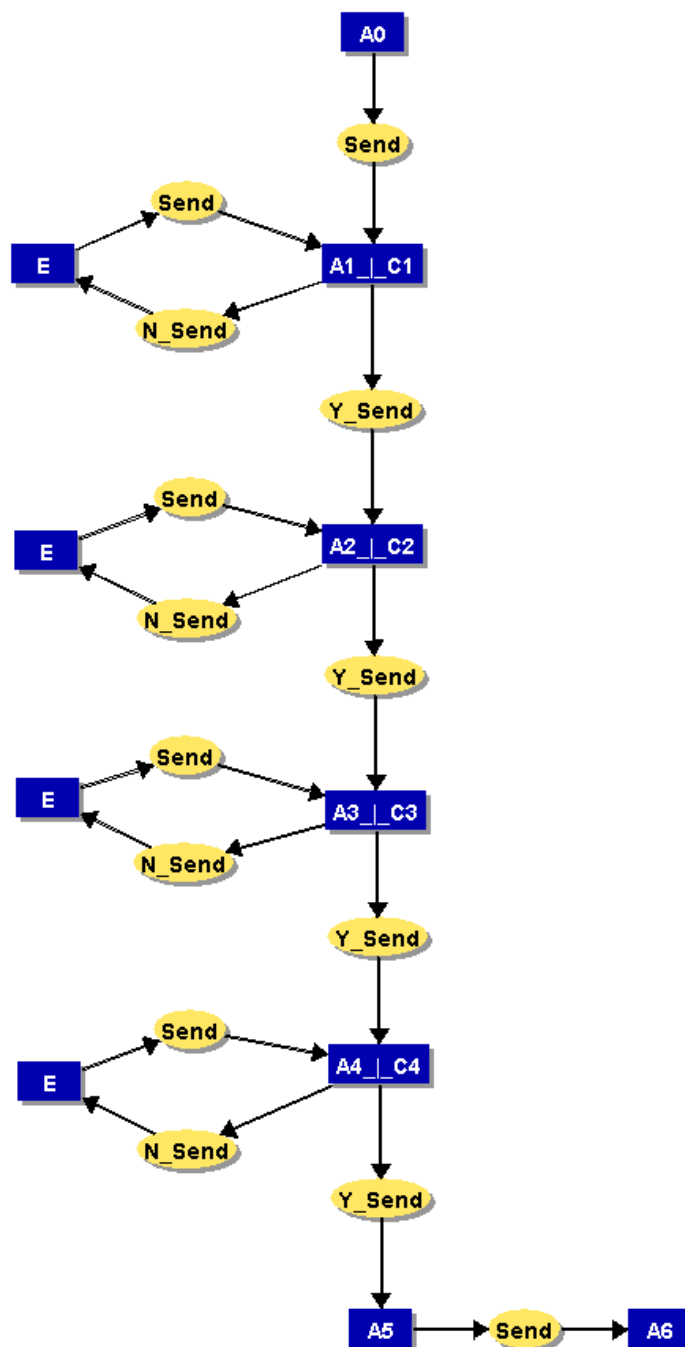 A0
Send
Send
E
A1_|_C1
N_Send
Y_Send
Send
E
A2_|_C2
N_Send
Y_Send
Send
E
A3_|_C3
N_Send
Y_Send
Send
E
A4_|_C4
N_Send
Y_Send
A5
Send
A6